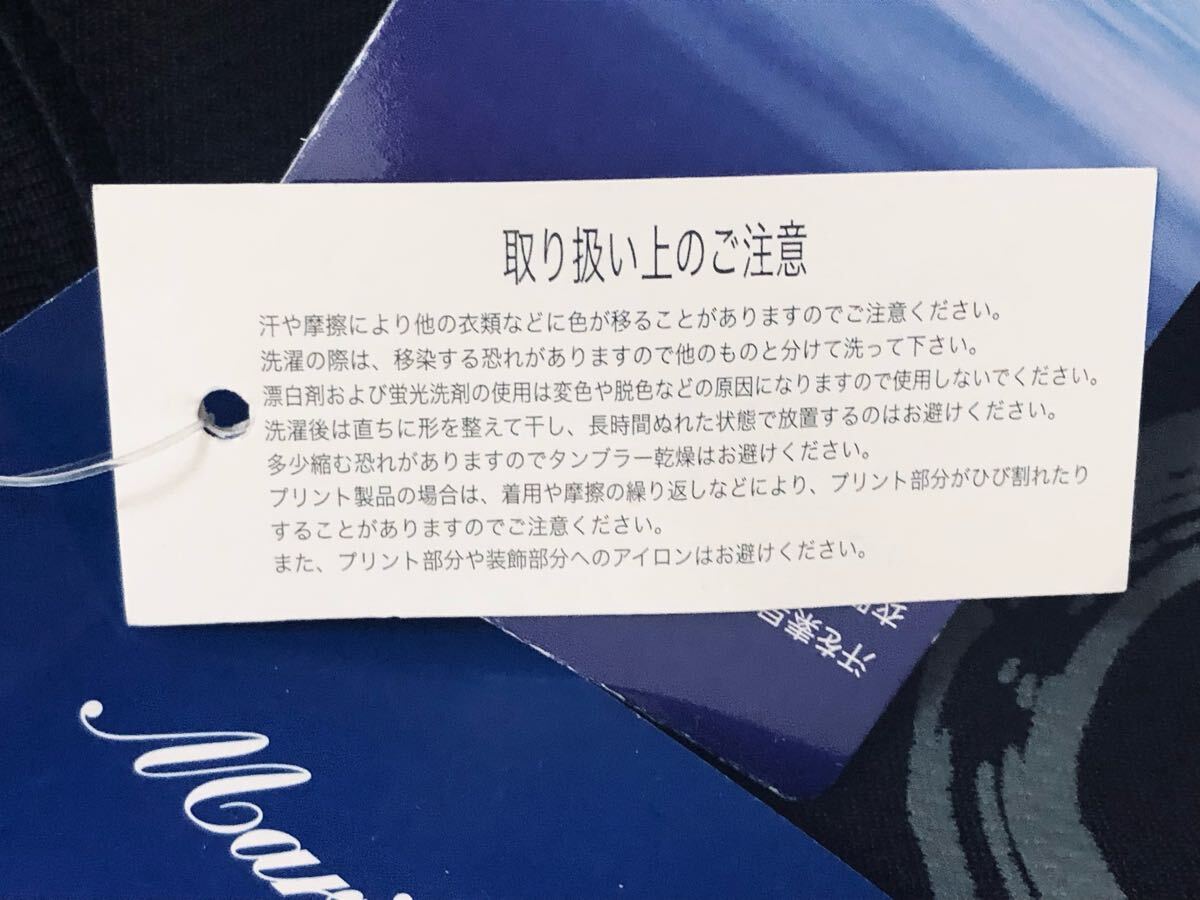 取り扱い上のご注意
汗や摩擦により他の衣類などに色が移ることがありますのでご注意ください。
洗濯の際は、移染する恐れがありますので他のものと分けて洗って下さい。
漂白剤および蛍光洗剤の使用は変色や脱色などの原因になりますので使用しないでください。
洗濯後は直ちに形を整えて干し、長時間ぬれた状態で放置するのはお避けください。
多少縮む恐れがありますのでタンブラー乾燥はお避けください。
プリント製品の場合は、着用や摩擦の繰り返しなどにより、プリント部分がひび割れたり
することがありますのでご注意ください。
また、プリント部分や装飾部分へのアイロンはお避けください。
汗を素早
Mari